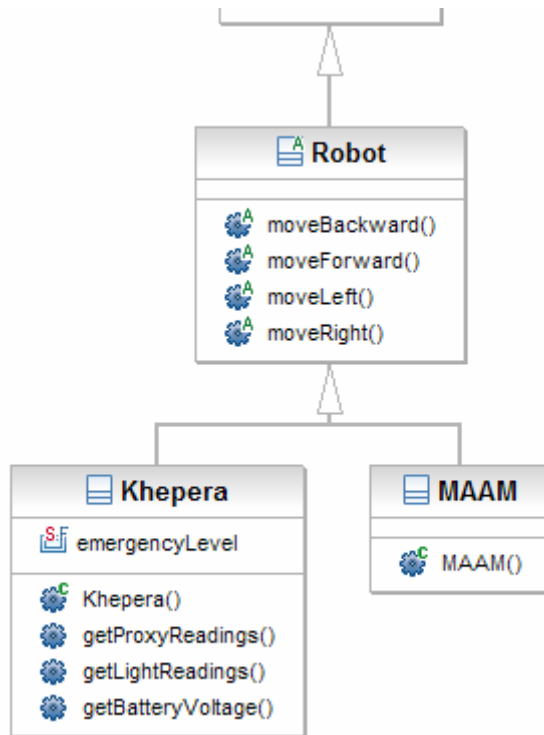 A Robot
A moveBackward()
A moveForward()
A moveLeft()
A moveRight()
Khepera
S F emergencyLevel
C Khepera()
getProxyReadings()
getLightReadings()
getBatteryVoltage()
MAAM
C MAAM()